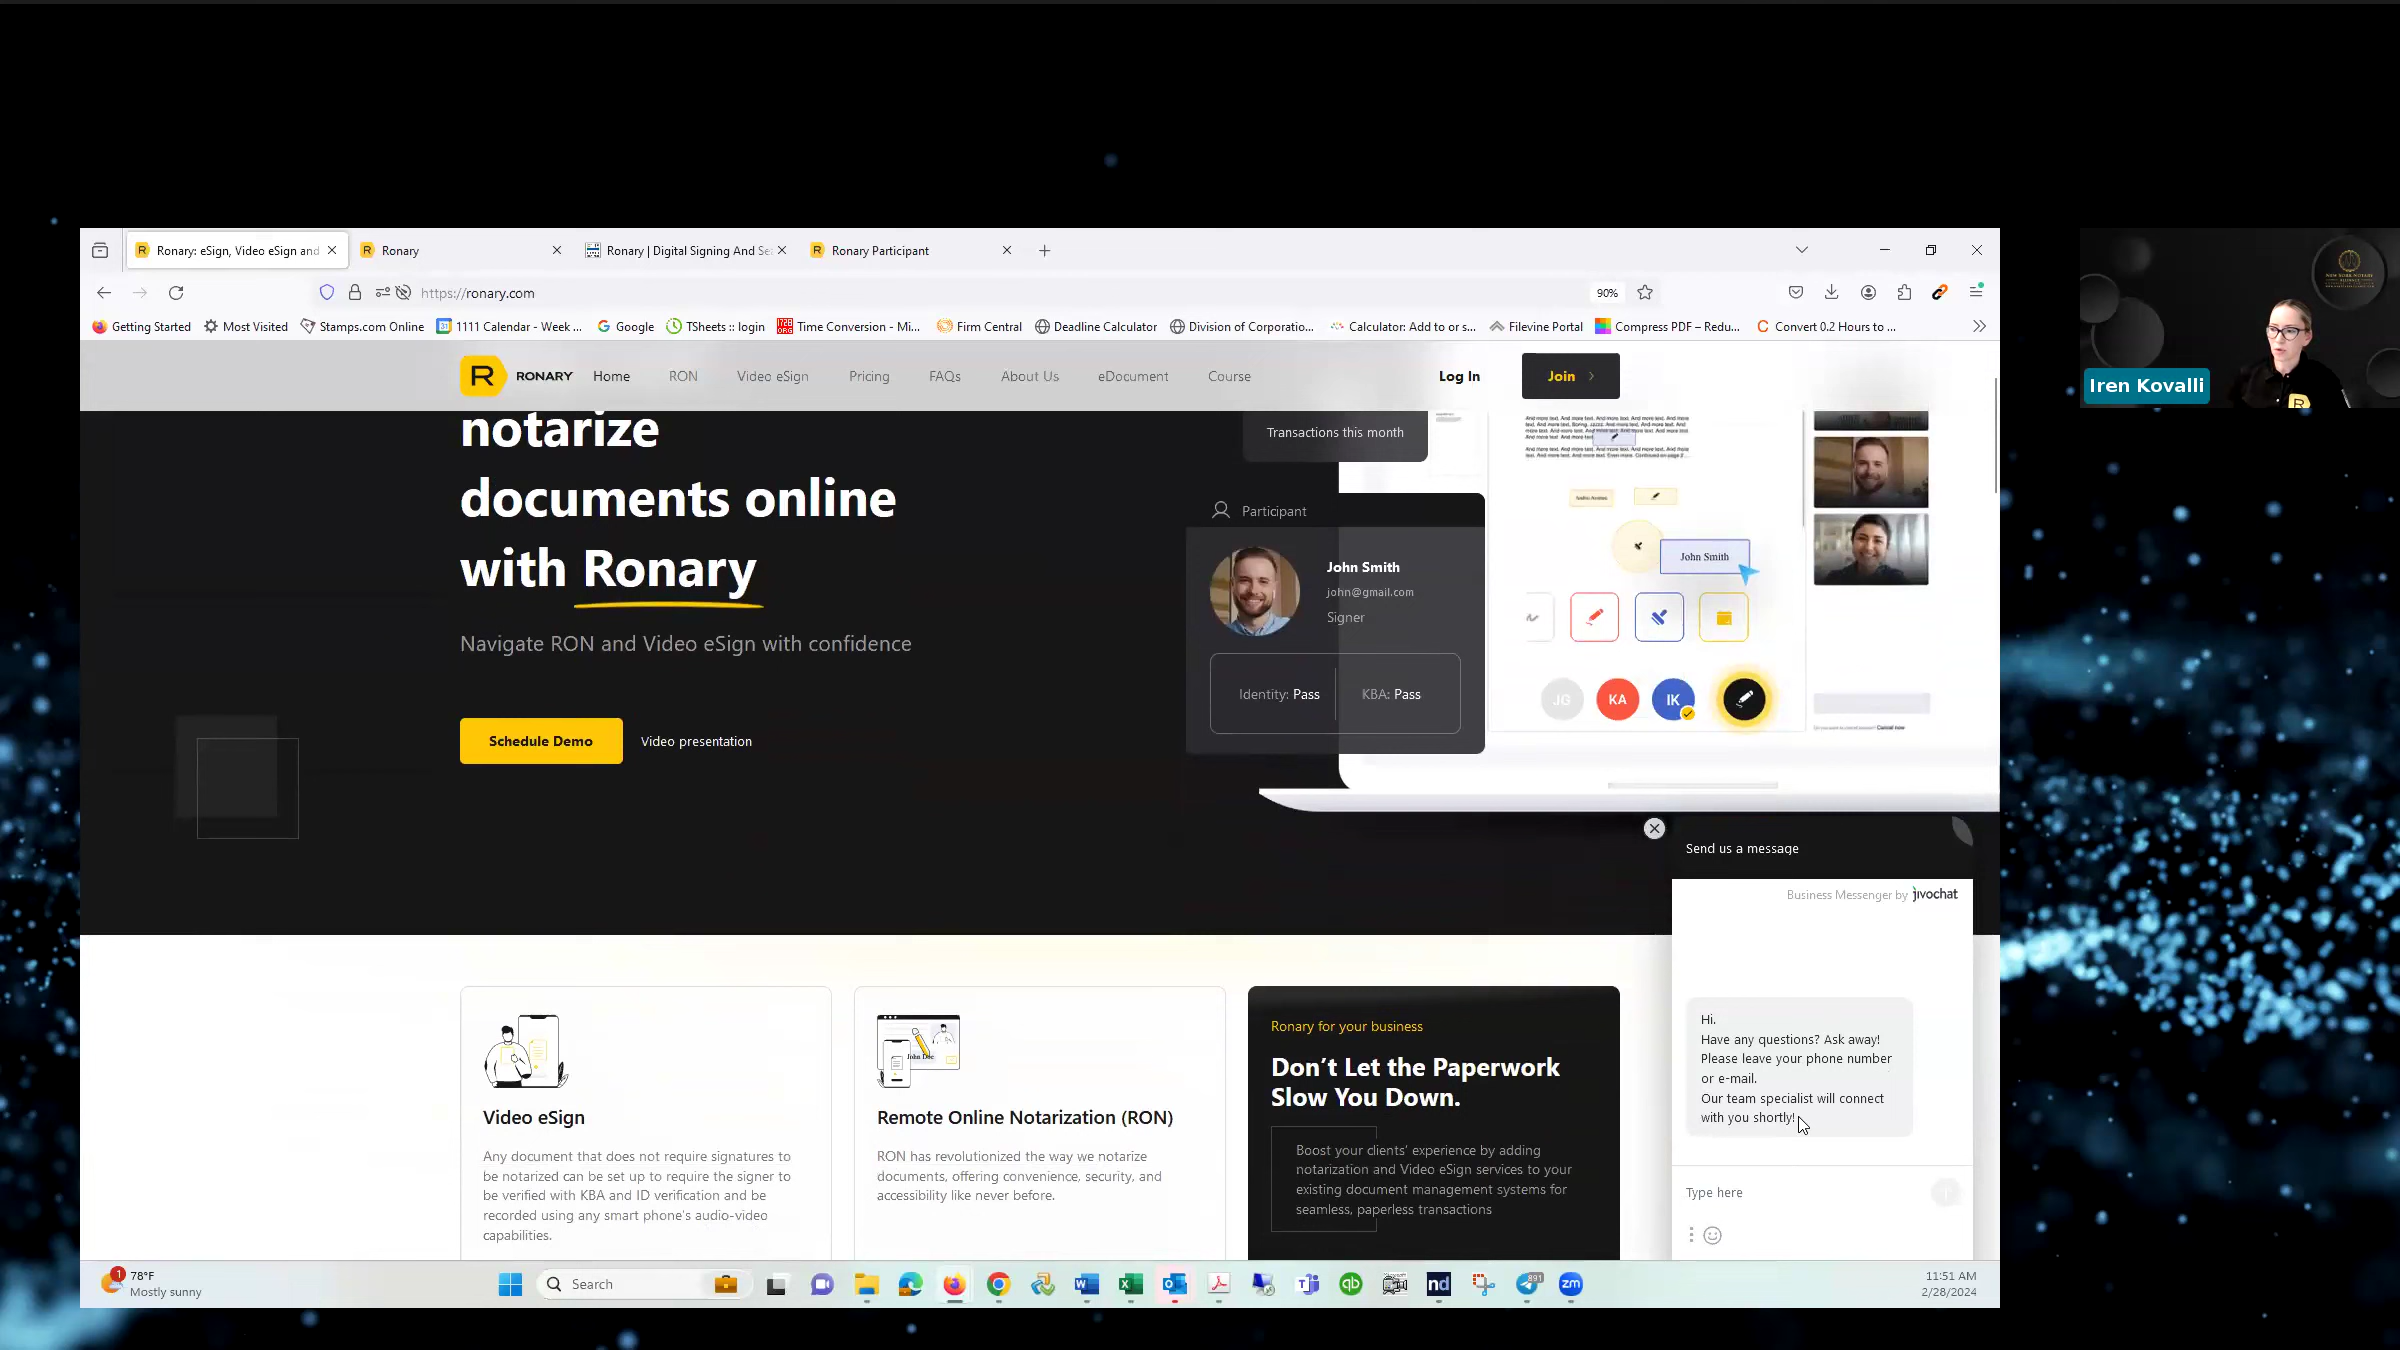 Ronary: eSign, Video eSign and
Ronary
Ronary | Digital Signing And Se
Ronary Participant
https://ronary.com
90%
Getting Started
Most Visited
Stamps.com Online
1111 Calendar - Week ...
Google
TSheets :: login
Time Conversion - Mi...
Firm Central
Deadline Calculator
Division of Corporatio...
Calculator: Add to or s...
Filevine Portal
Compress PDF – Redu...
Convert 0.2 Hours to ...
R RONARY
Home
RON
Video eSign
Pricing
FAQs
About Us
eDocument
Course
Log In
Join
Iren Kovalli
notarize
documents online
with Ronary
Navigate RON and Video eSign with confidence
Schedule Demo
Video presentation
Transactions this month
Participant
John Smith
john@gmail.com
Signer
Identity: Pass
KBA: Pass
John Smith
JG
KA
IK
Send us a message
Business Messenger by jivochat
Hi.
Have any questions? Ask away!
Please leave your phone number
or e-mail.
Our team specialist will connect
with you shortly!
Type here
Video eSign
Any document that does not require signatures to
be notarized can be set up to require the signer to
be verified with KBA and ID verification and be
recorded using any smart phone's audio-video
capabilities.
John Doe
Remote Online Notarization (RON)
RON has revolutionized the way we notarize
documents, offering convenience, security, and
accessibility like never before.
Ronary for your business
Don't Let the Paperwork
Slow You Down.
Boost your clients' experience by adding
notarization and Video eSign services to your
existing document management systems for
seamless, paperless transactions
1
78°F
Mostly sunny
Search
891
11:51 AM
2/28/2024